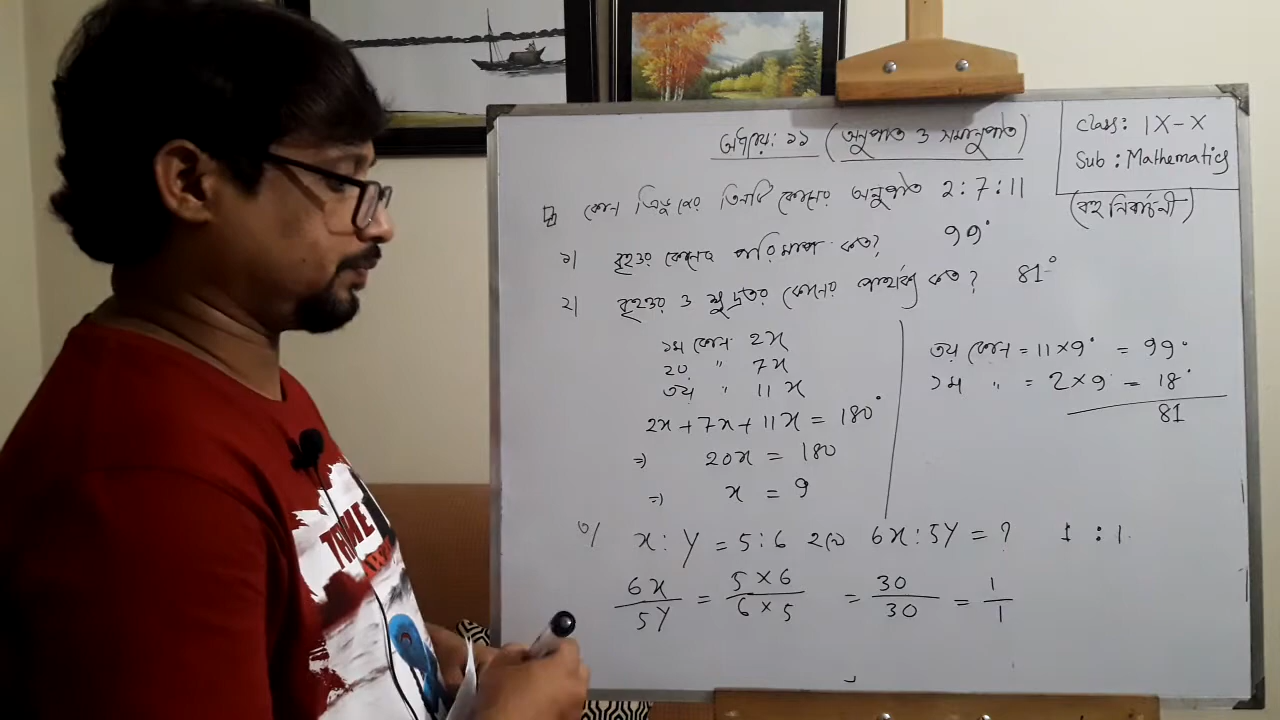 অধ্যায়: ১১ (অনুপাত ও সমানুপাত)
Class: IX-X
Sub: Mathematics
(বহু নির্বাচনী)
কোন ত্রিভুজের তিনটি কোনের অনুপাত 2:7:11
১) বৃহত্তর কোনের পরিমাপ কত? 99°
২) বৃহত্তর ও ক্ষুদ্রতর কোনের পার্থক্য কত? 81°
১ম কোন 2x
২য় " 7x
৩য় " 11x
2x+7x+11x = 180°
⇒ 20x = 180
⇒ x = 9
৩য় কোন = 11×9° = 99°
১ম " = 2×9 = 18°
81
৩) x:y = 5:6 হলে 6x:5y = ? 1:1
6x/5y = 5×6/6×5 = 30/30 = 1/1